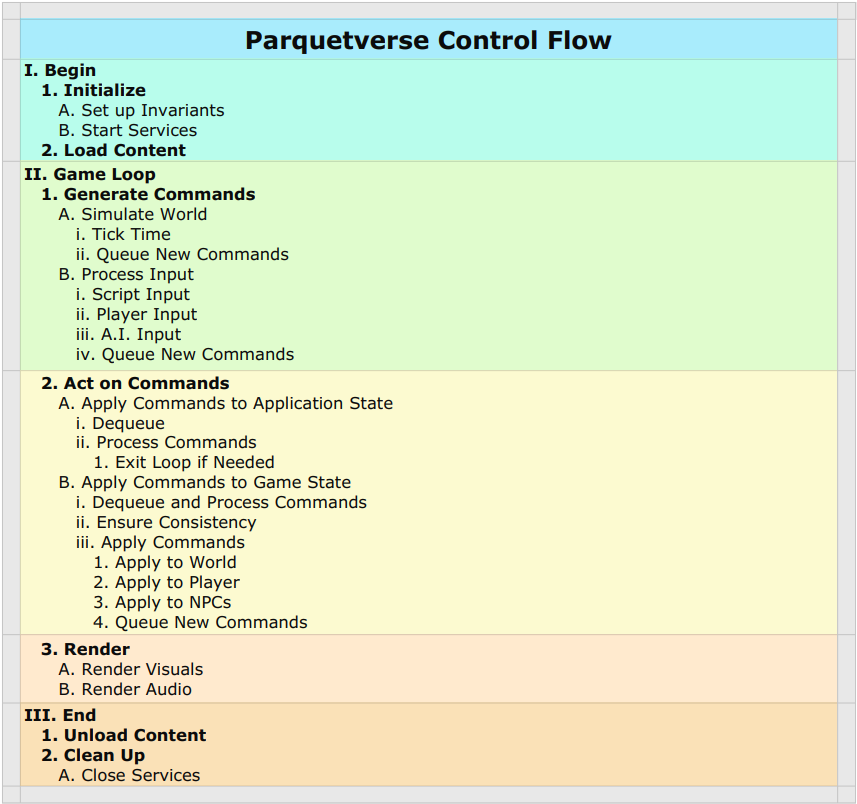 Parquetverse Control Flow
I. Begin
1. Initialize
A. Set up Invariants
B. Start Services
2. Load Content
II. Game Loop
1. Generate Commands
A. Simulate World
i. Tick Time
ii. Queue New Commands
B. Process Input
i. Script Input
ii. Player Input
iii. A.I. Input
iv. Queue New Commands
2. Act on Commands
A. Apply Commands to Application State
i. Dequeue
ii. Process Commands
1. Exit Loop if Needed
B. Apply Commands to Game State
i. Dequeue and Process Commands
ii. Ensure Consistency
iii. Apply Commands
1. Apply to World
2. Apply to Player
3. Apply to NPCs
4. Queue New Commands
3. Render
A. Render Visuals
B. Render Audio
III. End
1. Unload Content
2. Clean Up
A. Close Services